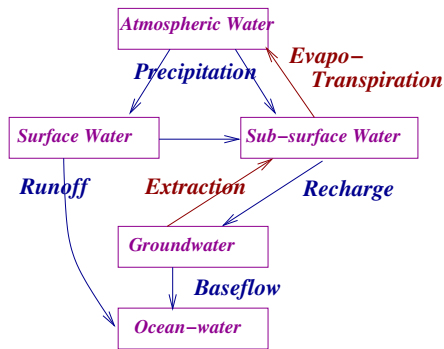 Atmospheric Water
Evapo-
Precipitation
Transpiration
Surface Water
Sub-surface Water
Runoff
Extraction
Recharge
Groundwater
Baseflow
Ocean-water